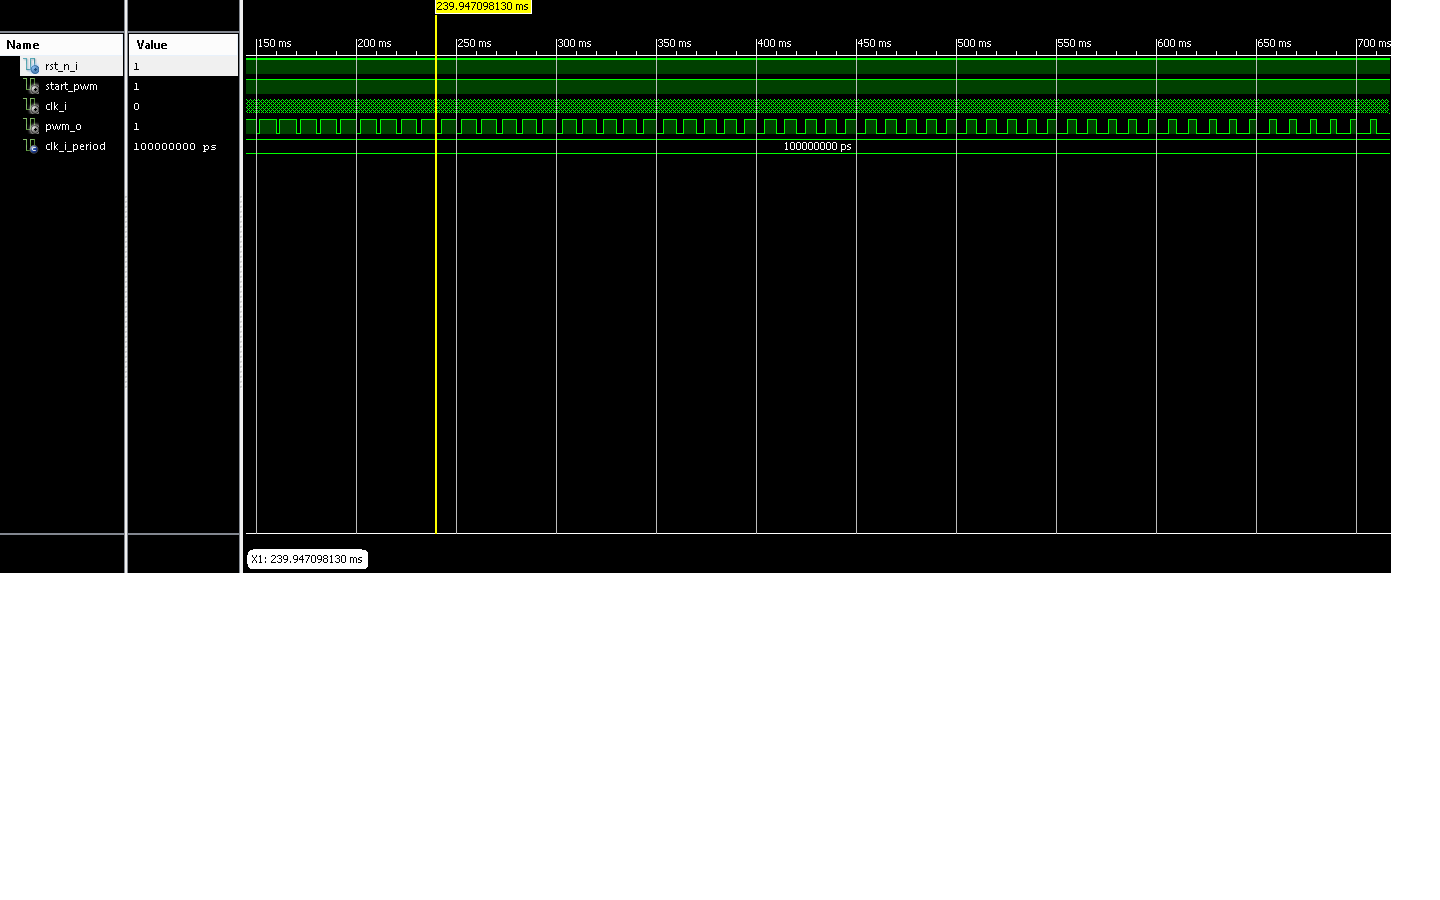 239.947098130 ms
Name Value
150 ms 200 ms 250 ms 300 ms 350 ms 400 ms 450 ms 500 ms 550 ms 600 ms 650 ms 700 ms
rst_n_i 1
start_pwm 1
clk_i 0
pwm_o 1
clk_i_period 100000000 ps 100000000 ps
X1: 239.947098130 ms